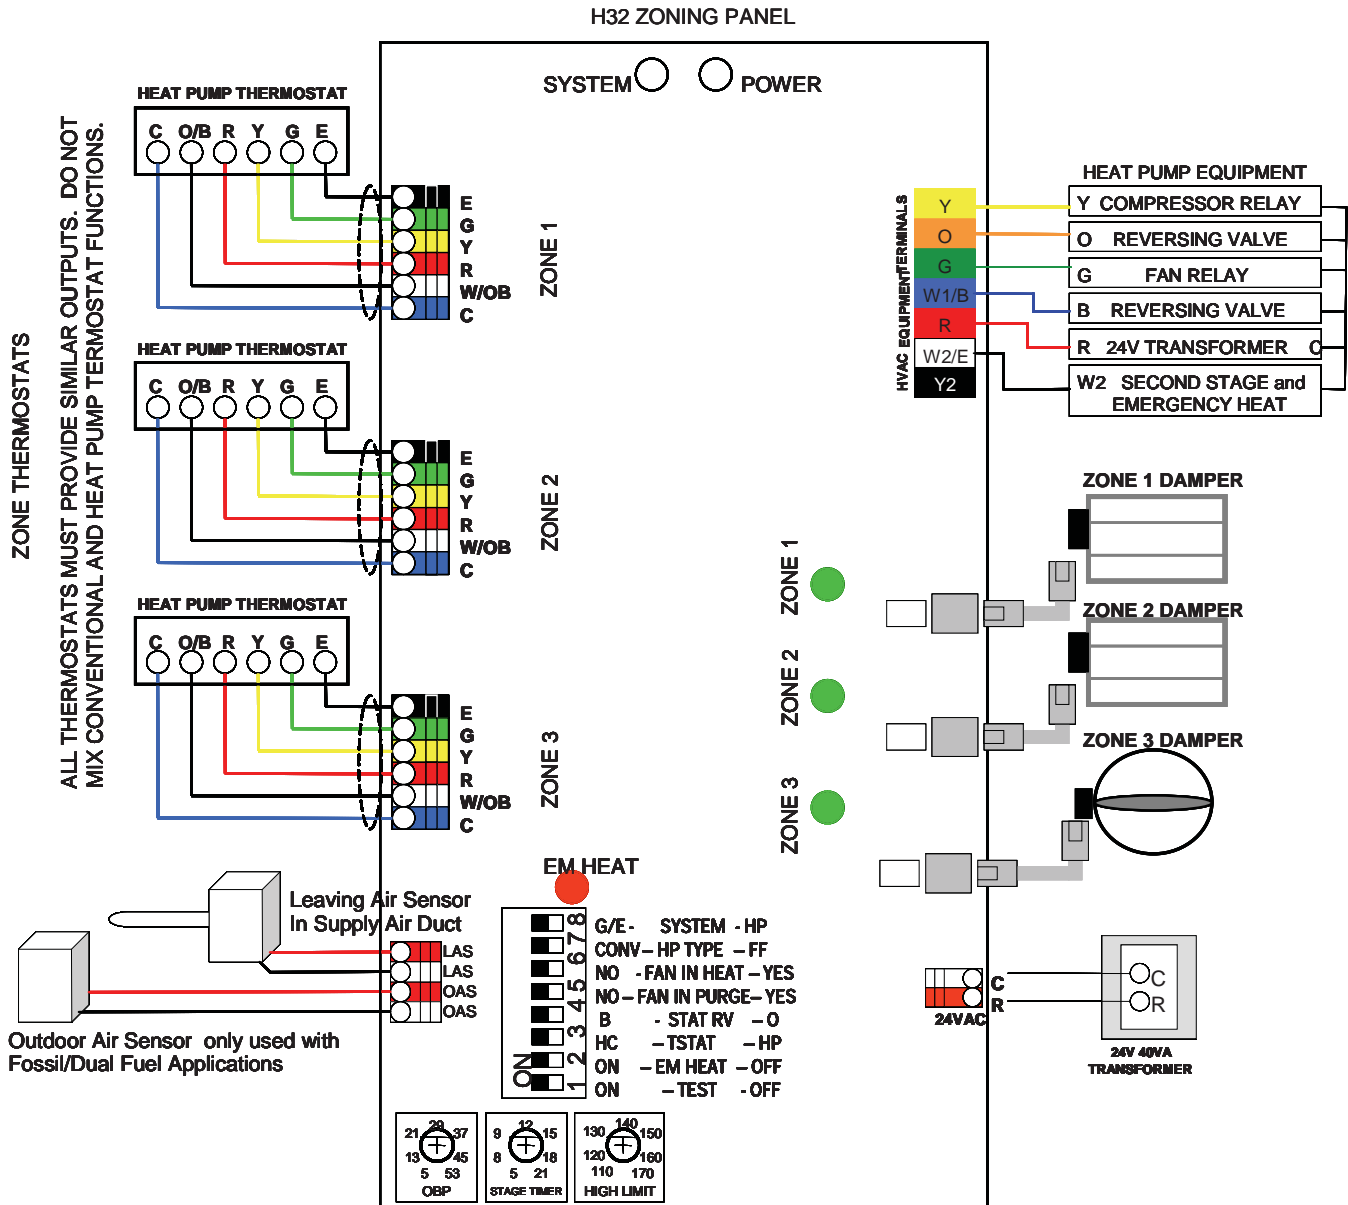 H32 ZONING PANEL
SYSTEM
POWER
ZONE THERMOSTATS
ALL THERMOSTATS MUST PROVIDE SIMILAR OUTPUTS. DO NOT
MIX CONVENTIONAL AND HEAT PUMP TERMOSTAT FUNCTIONS.
HEAT PUMP THERMOSTAT
C O/B R Y G E
E
G
Y
R
W/OB
C
ZONE 1
HEAT PUMP THERMOSTAT
C O/B R Y G E
E
G
Y
R
W/OB
C
ZONE 2
HEAT PUMP THERMOSTAT
C O/B R Y G E
E
G
Y
R
W/OB
C
ZONE 3
HVAC EQUIPMENT TERMINALS
Y
O
G
W1/B
R
W2/E
Y2
HEAT PUMP EQUIPMENT
Y COMPRESSOR RELAY
O REVERSING VALVE
G FAN RELAY
B REVERSING VALVE
R 24V TRANSFORMER C
W2 SECOND STAGE and
EMERGENCY HEAT
ZONE 1
ZONE 2
ZONE 3
ZONE 1 DAMPER
ZONE 2 DAMPER
ZONE 3 DAMPER
Leaving Air Sensor
In Supply Air Duct
LAS
LAS
OAS
OAS
Outdoor Air Sensor only used with
Fossil/Dual Fuel Applications
EM HEAT
8 G/E - SYSTEM - HP
7 CONV - HP TYPE - FF
6 NO - FAN IN HEAT - YES
5 NO - FAN IN PURGE - YES
4 B - STAT RV - O
3 HC - TSTAT - HP
2 ON - EM HEAT - OFF
1 ON - TEST - OFF
ON
C
R
24VAC
C
R
24V 40VA
TRANSFORMER
5 13 21 29 37 45 53
OBP
5 8 9 12 15 18 21
STAGE TIMER
110 120 130 140 150 160 170
HIGH LIMIT